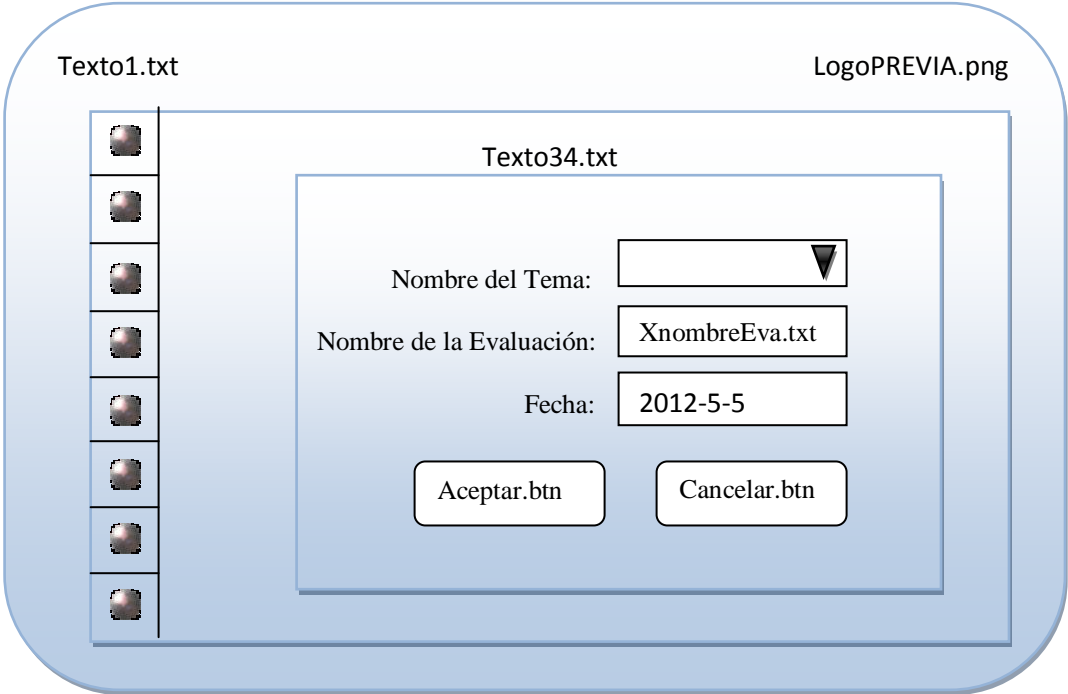 Texto1.txt LogoPREVIA.png
Texto34.txt
Nombre del Tema:
Nombre de la Evaluación: XnombreEva.txt
Fecha: 2012-5-5
Aceptar.btn Cancelar.btn